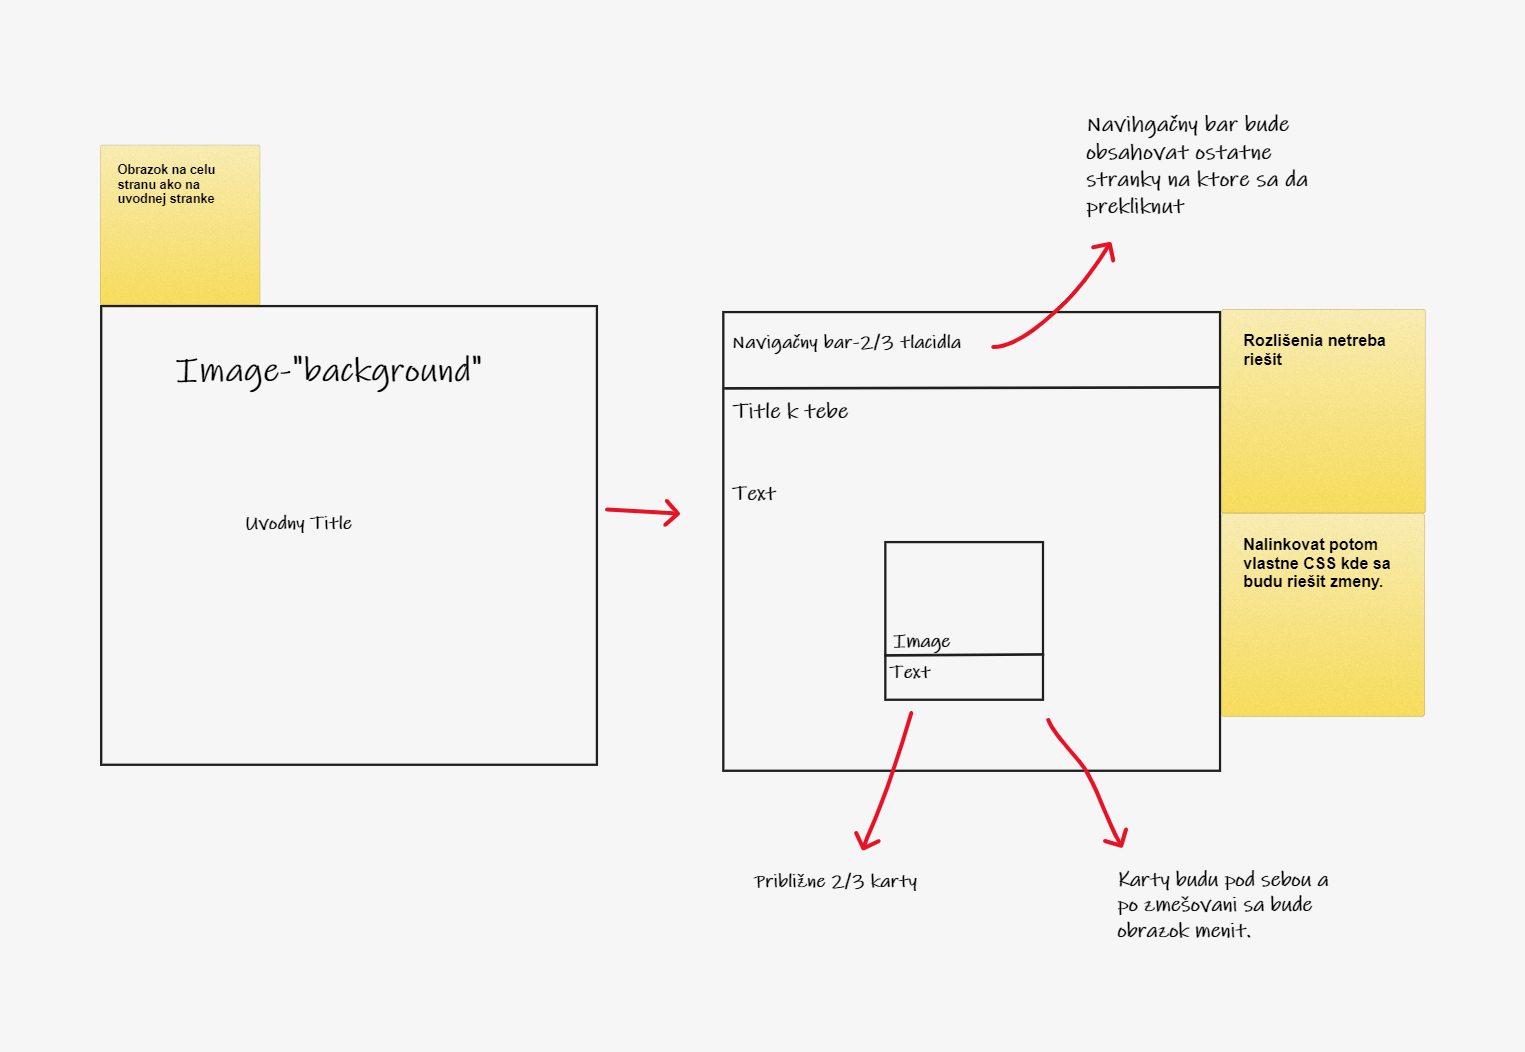 Obrazok na celu
stranu ako na
uvodnej stranke
Image-"background"
Uvodny Title
Navihgačny bar bude
obsahovat ostatne
stranky na ktore sa da
prekliknut
Navigačny bar-2/3 tlacidla
Title k tebe
Text
Image
Text
Rozlišenia netreba
riešit
Nalinkovat potom
vlastne CSS kde sa
budu riešit zmeny.
Približne 2/3 karty
Karty budu pod sebou a
po zmešovani sa bude
obrazok menit.